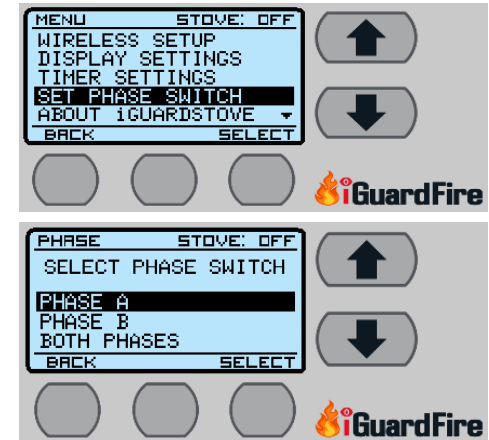 MENU STOVE: OFF
WIRELESS SETUP
DISPLAY SETTINGS
TIMER SETTINGS
SET PHASE SWITCH
ABOUT iGUARDSTOVE
BACK SELECT
iGuardFire
PHASE STOVE: OFF
SELECT PHASE SWITCH
PHASE A
PHASE B
BOTH PHASES
BACK SELECT
iGuardFire